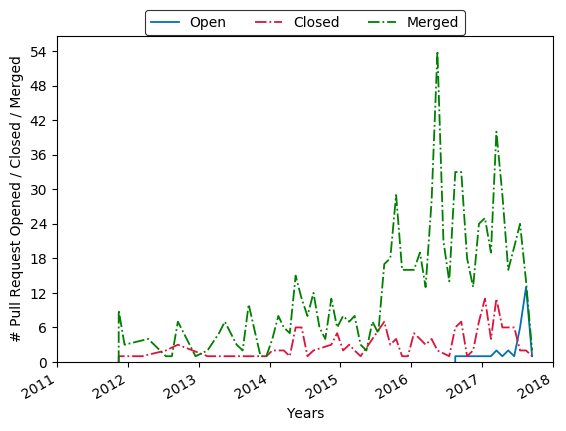 Open Closed Merged
# Pull Request Opened / Closed / Merged
54
48
42
36
30
24
18
12
6
0
2011 2012 2013 2014 2015 2016 2017 2018
Years